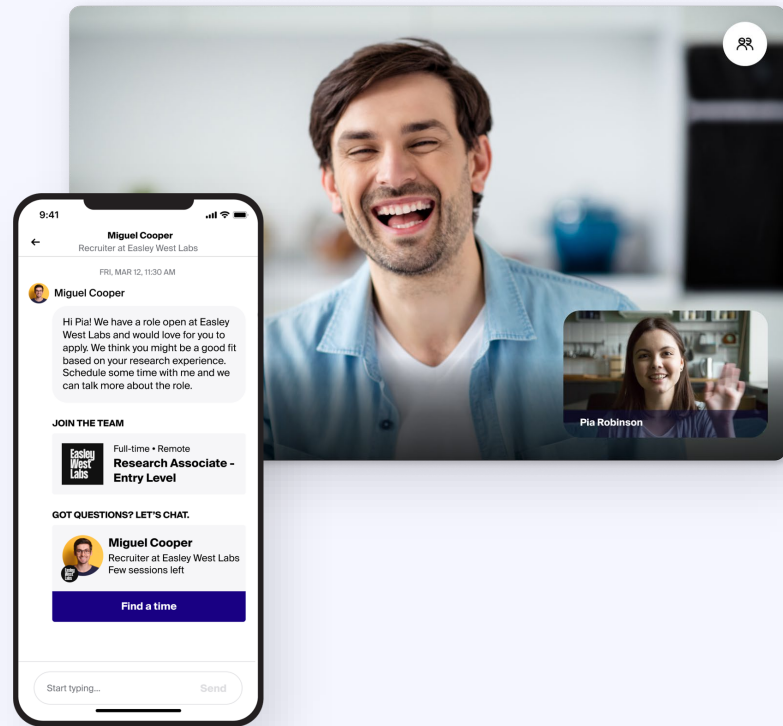 9:41
Miguel Cooper
Recruiter at Easley West Labs
FRI, MAR 12, 11:30 AM
Miguel Cooper
Hi Pia! We have a role open at Easley
West Labs and would love for you to
apply. We think you might be a good fit
based on your research experience.
Schedule some time with me and we
can talk more about the role.
JOIN THE TEAM
Easley
West
Labs
Full-time • Remote
Research Associate -
Entry Level
GOT QUESTIONS? LET'S CHAT.
Miguel Cooper
Recruiter at Easley West Labs
Few sessions left
Easley
West
Labs
Find a time
Start typing...
Send
Pia Robinson